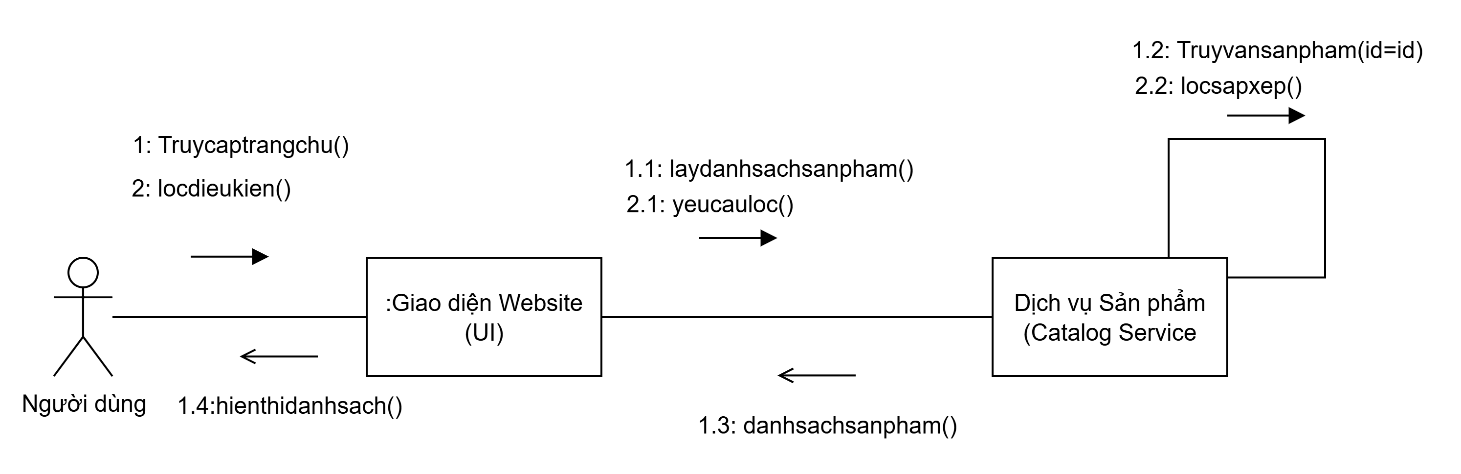 1.2: Truyvansanpham(id=id)
2.2: locsapxep()
1: Truycaptrangchu()
2: locdieukien()
1.1: laydanhsachsanpham()
2.1: yeucauloc()
:Giao diện Website
(UI)
Dịch vụ Sản phẩm
(Catalog Service
Người dùng
1.4:hienthidanhsach()
1.3: danhsachsanpham()